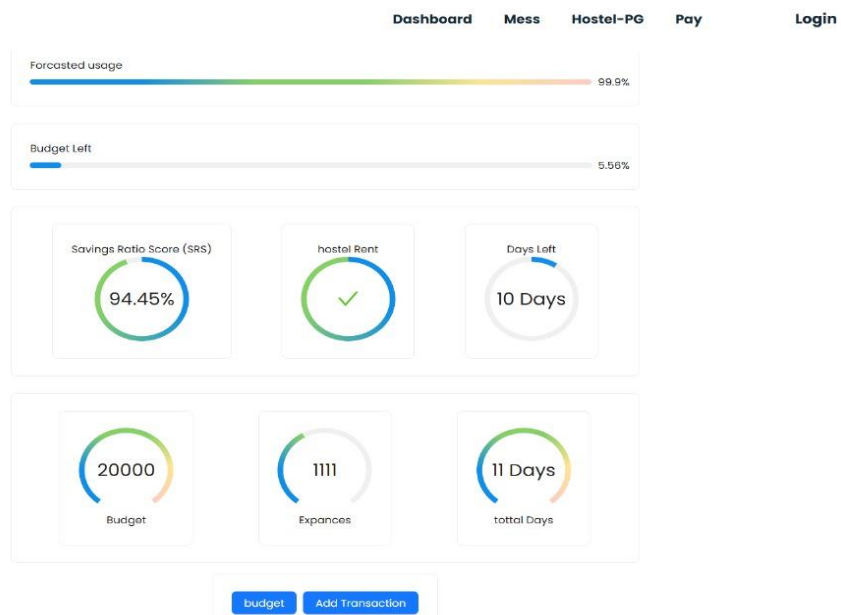 Dashboard Mess Hostel-PG Pay Login
Forcasted usage
99.9%
Budget Left
5.56%
Savings Ratio Score (SRS) hostel Rent Days Left
94.45% 10 Days
20000 1111 11 Days
Budget Expances tottal Days
budget Add Transaction